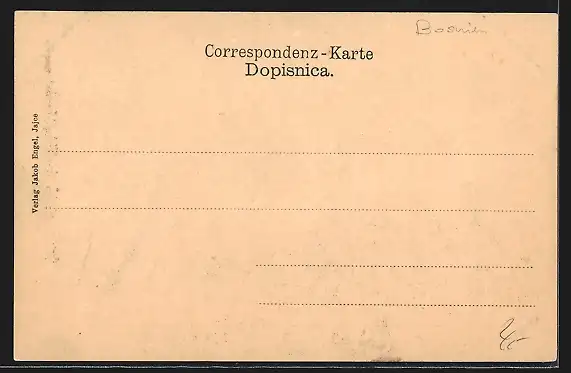 Bosnien
Correspondenz-Karte
Dopisnica.
Verlag Jakob Engel, Jajce